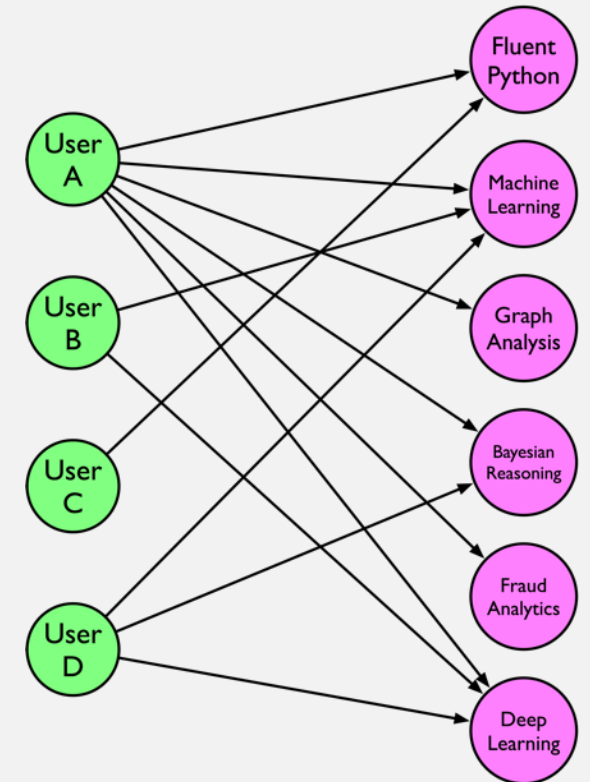 User
A
User
B
User
C
User
D
Fluent
Python
Machine
Learning
Graph
Analysis
Bayesian
Reasoning
Fraud
Analytics
Deep
Learning